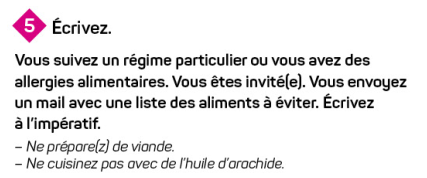 5 Écrivez.
Vous suivez un régime particulier ou vous avez des
allergies alimentaires. Vous êtes invité(e). Vous envoyez
un mail avec une liste des aliments à éviter. Écrivez
à l'impératif.
– Ne prépare(z) de viande.
– Ne cuisinez pas avec de l'huile d'arachide.